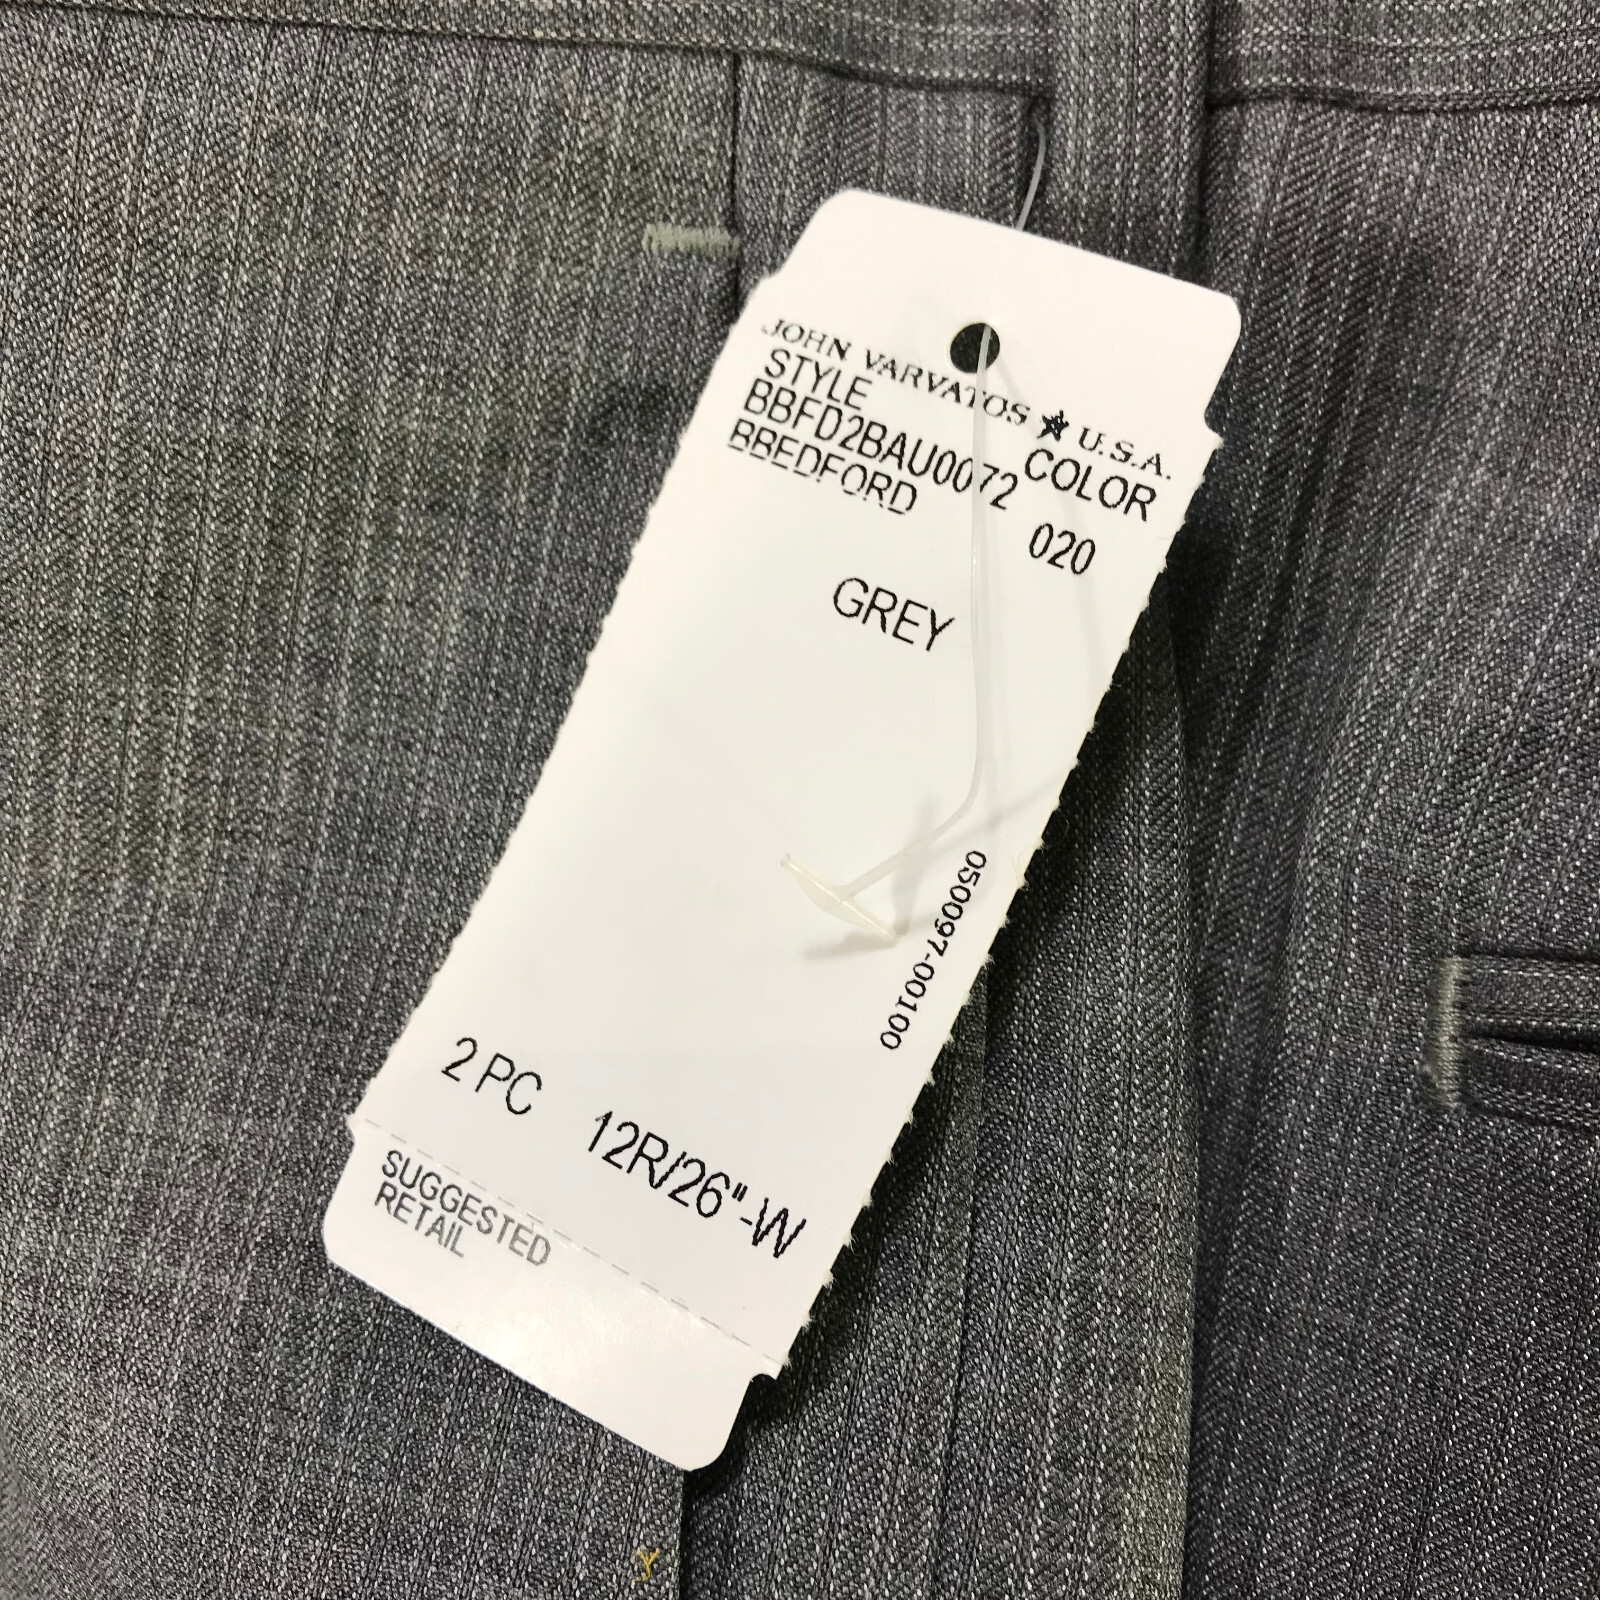 JOHN VARVATOS ★ U.S.A.
STYLE COLOR
BBFD2BAU0072 020
BBEDFORD
GREY
050097-00100
2 PC 12R/26"-W
SUGGESTED
RETAIL